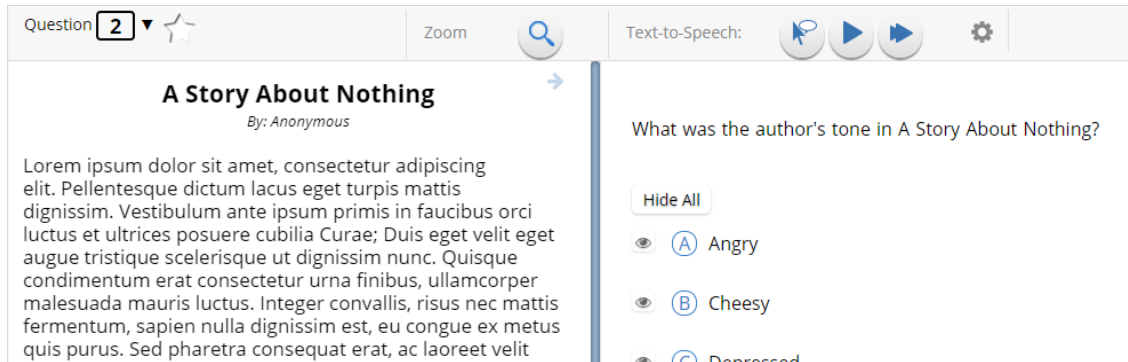 Question 2
Zoom
Text-to-Speech:
A Story About Nothing
By: Anonymous
Lorem ipsum dolor sit amet, consectetur adipiscing
elit. Pellentesque dictum lacus eget turpis mattis
dignissim. Vestibulum ante ipsum primis in faucibus orci
luctus et ultrices posuere cubilia Curae; Duis eget velit eget
augue tristique scelerisque ut dignissim nunc. Quisque
condimentum erat consectetur urna finibus, ullamcorper
malesuada mauris luctus. Integer convallis, risus nec mattis
fermentum, sapien nulla dignissim est, eu congue ex metus
quis purus. Sed pharetra consequat erat, ac laoreet velit
What was the author's tone in A Story About Nothing?
Hide All
A Angry
B Cheesy
C Depressed